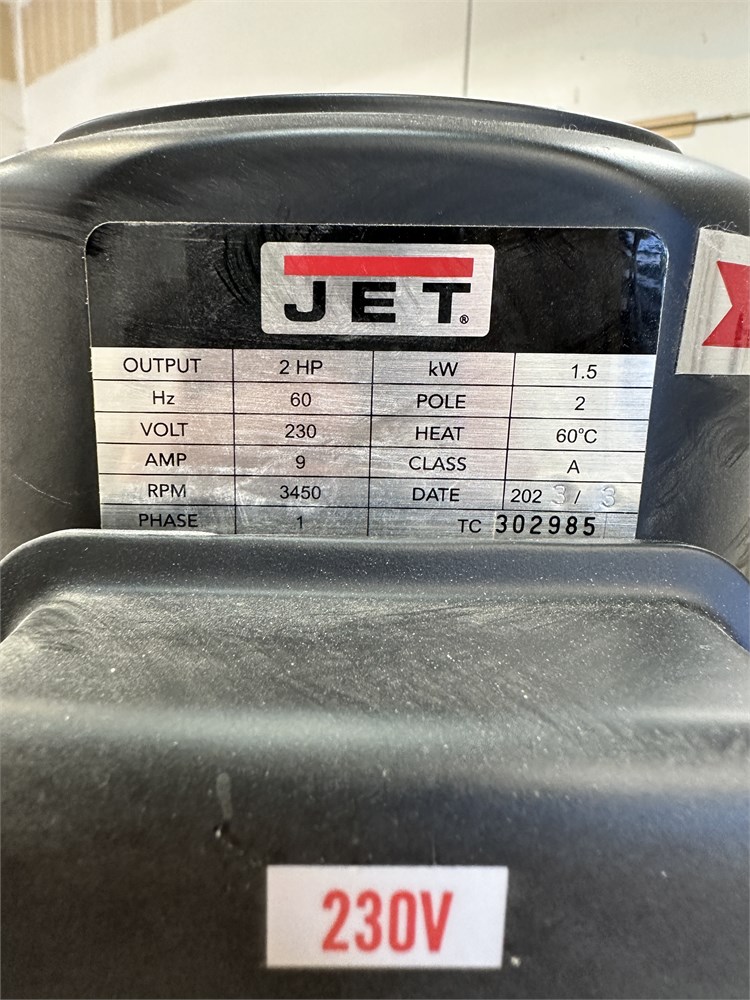 JET®
OUTPUT 2 HP kW 1.5
Hz 60 POLE 2
VOLT 230 HEAT 60°C
AMP 9 CLASS A
RPM 3450 DATE 2023 / 3
PHASE 1 TC 302985
230V